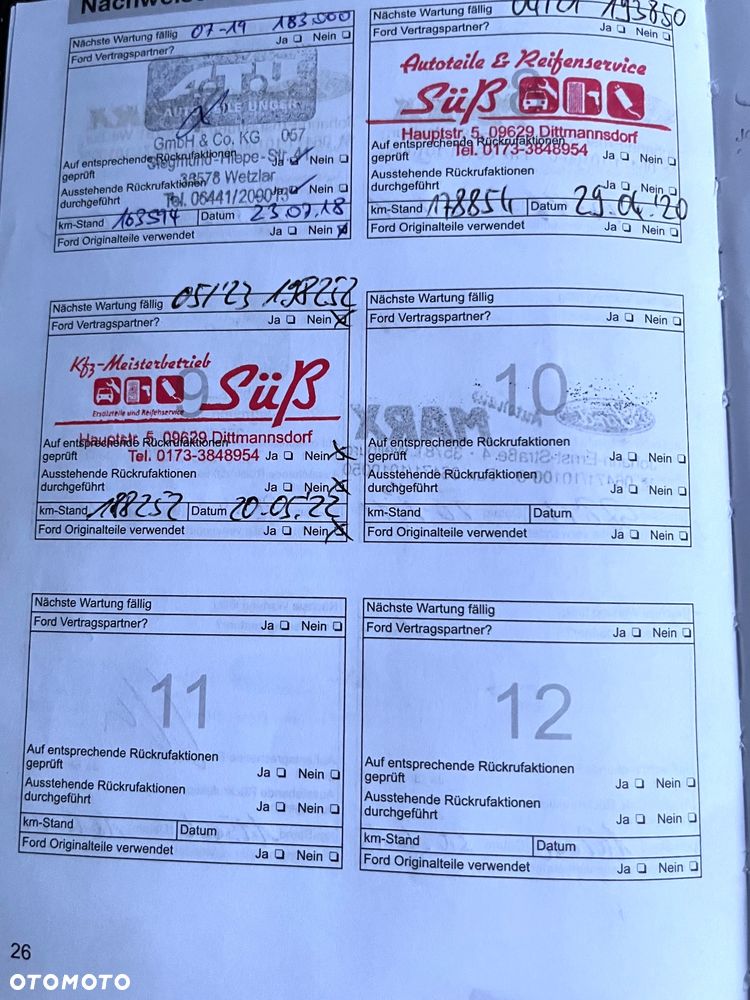 Nächste Wartung fällig 07-19 183500
Ford Vertragspartner? Ja Nein
A.T.U
AUTO-TEILE UNGER
GmbH & Co. KG 067
Auf entsprechende Rückrufaktionen
geprüft Ja Nein
35578 Wetzlar
Ausstehende Rückrufaktionen
durchgeführt Ja Nein
km-Stand 163594 Datum 23.07.18
Ford Originalteile verwendet Ja Nein
193850
Nächste Wartung fällig
Ford Vertragspartner? Ja Nein
8
Autoteile & Reifenservice
Süß
Hauptstr. 5, 09629 Dittmannsdorf
Tel. 0173-3848954
Auf entsprechende Rückrufaktionen
geprüft Ja Nein
Ausstehende Rückrufaktionen
durchgeführt Ja Nein
km-Stand 178854 Datum 29.04.'20
Ford Originalteile verwendet Ja Nein
Nächste Wartung fällig 05/'23 198252
Ford Vertragspartner? Ja Nein
9
Kfz-Meisterbetrieb
Süß
Ersatzteile und Reifenservice
Hauptstr. 5, 09629 Dittmannsdorf
Tel. 0173-3848954
Auf entsprechende Rückrufaktionen
geprüft Ja Nein
Ausstehende Rückrufaktionen
durchgeführt Ja Nein
km-Stand 188252 Datum 20.05.22
Ford Originalteile verwendet Ja Nein
Nächste Wartung fällig
Ford Vertragspartner? Ja Nein
10
Auf entsprechende Rückrufaktionen
geprüft Ja Nein
Ausstehende Rückrufaktionen
durchgeführt Ja Nein
km-Stand Datum
Ford Originalteile verwendet Ja Nein
Nächste Wartung fällig
Ford Vertragspartner? Ja Nein
11
Auf entsprechende Rückrufaktionen
geprüft Ja Nein
Ausstehende Rückrufaktionen
durchgeführt Ja Nein
km-Stand Datum
Ford Originalteile verwendet Ja Nein
Nächste Wartung fällig
Ford Vertragspartner? Ja Nein
12
Auf entsprechende Rückrufaktionen
geprüft Ja Nein
Ausstehende Rückrufaktionen
durchgeführt Ja Nein
km-Stand Datum
Ford Originalteile verwendet Ja Nein
26
OTOMOTO